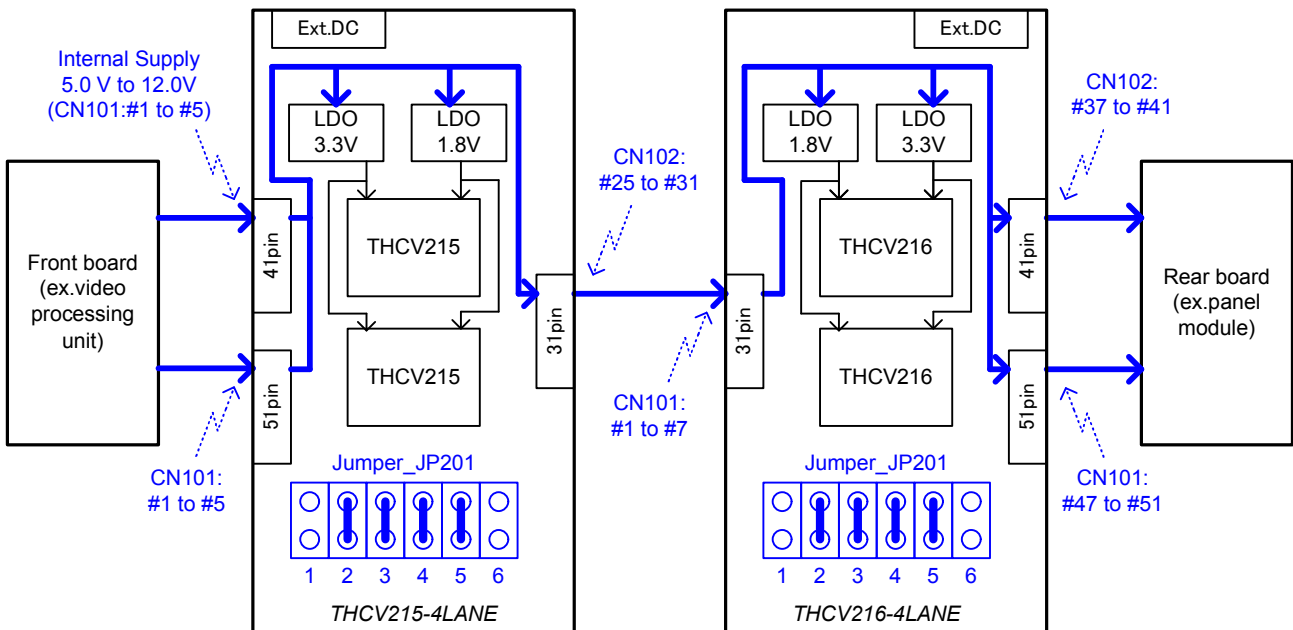 Ext.DC
Ext.DC
Internal Supply
5.0 V to 12.0V
(CN101:#1 to #5)
CN102:
#37 to #41
LDO
3.3V
LDO
1.8V
LDO
1.8V
LDO
3.3V
CN102:
#25 to #31
Front board
(ex.video
processing
unit)
41pin
THCV215
THCV216
41pin
Rear board
(ex.panel
module)
31pin
31pin
51pin
THCV215
THCV216
51pin
CN101:
#1 to #5
CN101:
#1 to #7
CN101:
#47 to #51
Jumper_JP201
1 2 3 4 5 6
THCV215-4LANE
Jumper_JP201
1 2 3 4 5 6
THCV216-4LANE